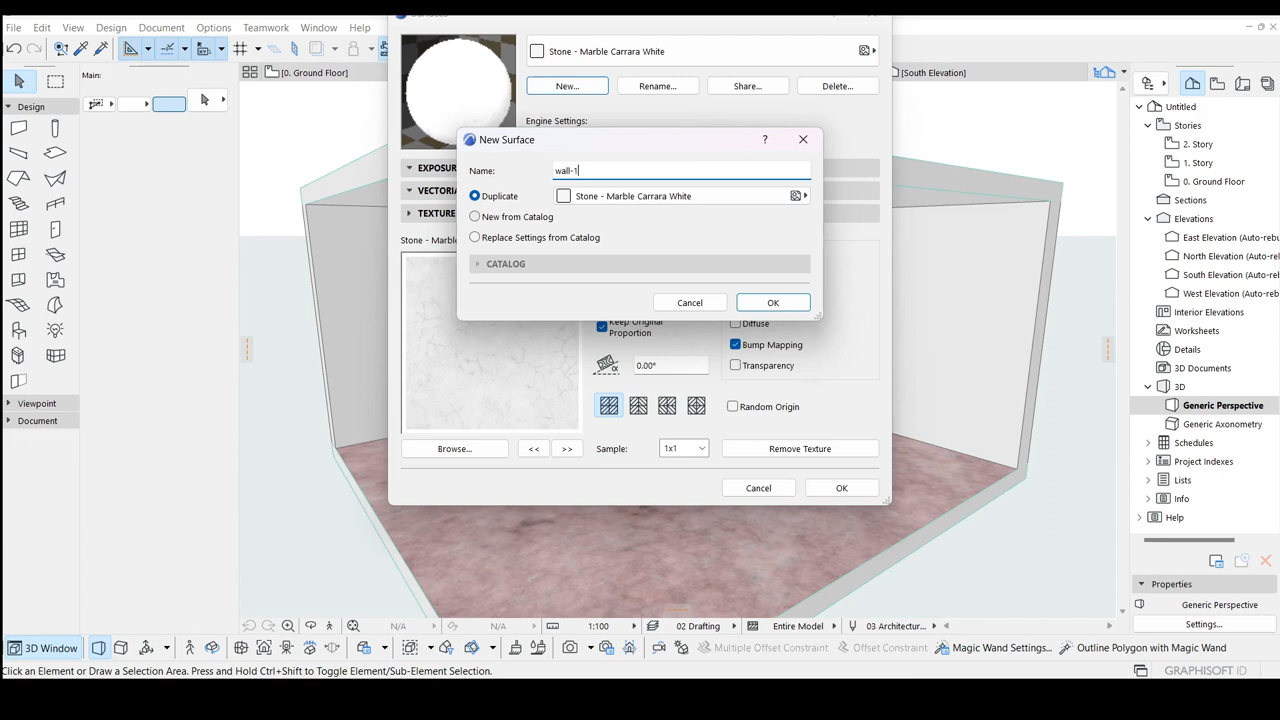 File Edit View Design Document Options Teamwork Window Help
Main:
[0. Ground Floor]
[South Elevation]
Stone - Marble Carrara White
New... Rename... Share... Delete...
Engine Settings:
New Surface
Name: wall-1
Duplicate Stone - Marble Carrara White
New from Catalog
Replace Settings from Catalog
CATALOG
Cancel OK
EXPOSU
VECTORIA
TEXTURE
Stone - Marbl
Keep Original
Proportion
0.00°
Diffuse
Bump Mapping
Transparency
Random Origin
Browse... << >> Sample: 1x1 Remove Texture
Cancel OK
Design
Viewpoint
Document
Untitled
Stories
2. Story
1. Story
0. Ground Floor
Sections
Elevations
East Elevation (Auto-reb
North Elevation (Auto-re
South Elevation (Auto-re
West Elevation (Auto-reb
Interior Elevations
Worksheets
Details
3D Documents
3D
Generic Perspective
Generic Axonometry
Schedules
Project Indexes
Lists
Info
Help
Properties
Generic Perspective
Settings...
N/A N/A 1:100 02 Drafting Entire Model 03 Architectur...
3D Window Multiple Offset Constraint Offset Constraint Magic Wand Settings... Outline Polygon with Magic Wand
Click an Element or Draw a Selection Area. Press and Hold Ctrl+Shift to Toggle Element/Sub-Element Selection.
GRAPHISOFT ID